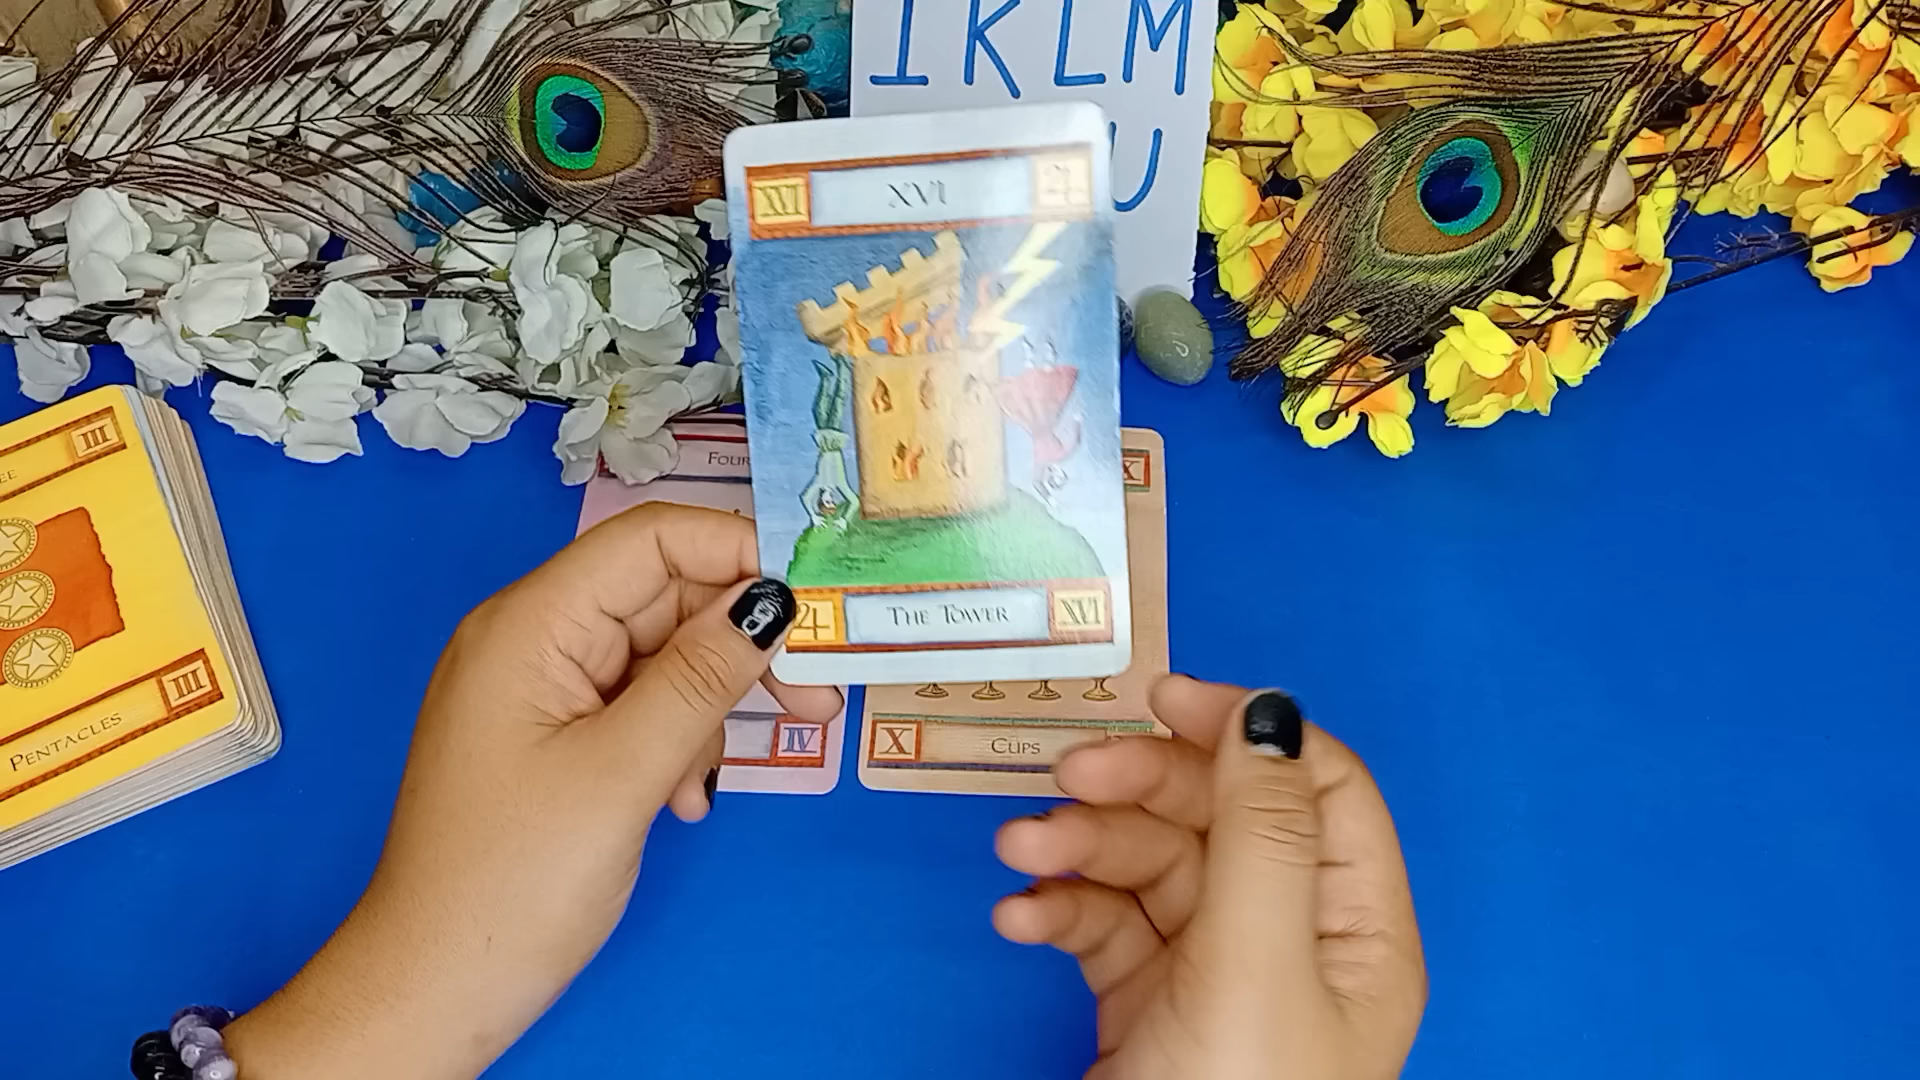 IKLM
U
XVI XVI
THE TOWER XVI
FOUR
X
IV
X CUPS
III
PENTACLES III